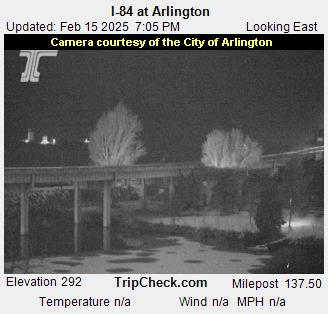 I-84 at Arlington
Updated: Feb 15 2025 7:05 PM Looking East
Camera courtesy of the City of Arlington
Elevation 292 TripCheck.com Milepost 137.50
Temperature n/a Wind n/a MPH n/a